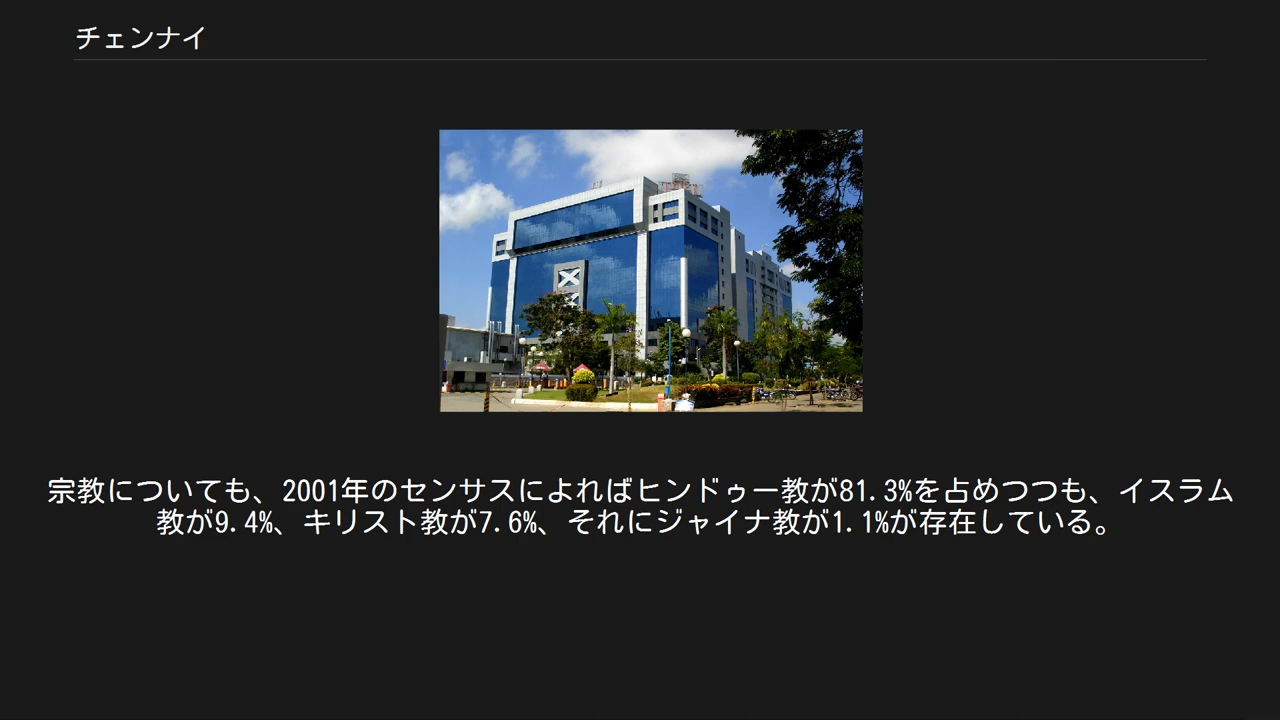 チェンナイ
宗教についても、2001年のセンサスによればヒンドゥー教が81.3%を占めつつも、イスラム
教が9.4%、キリスト教が7.6%、それにジャイナ教が1.1%が存在している。